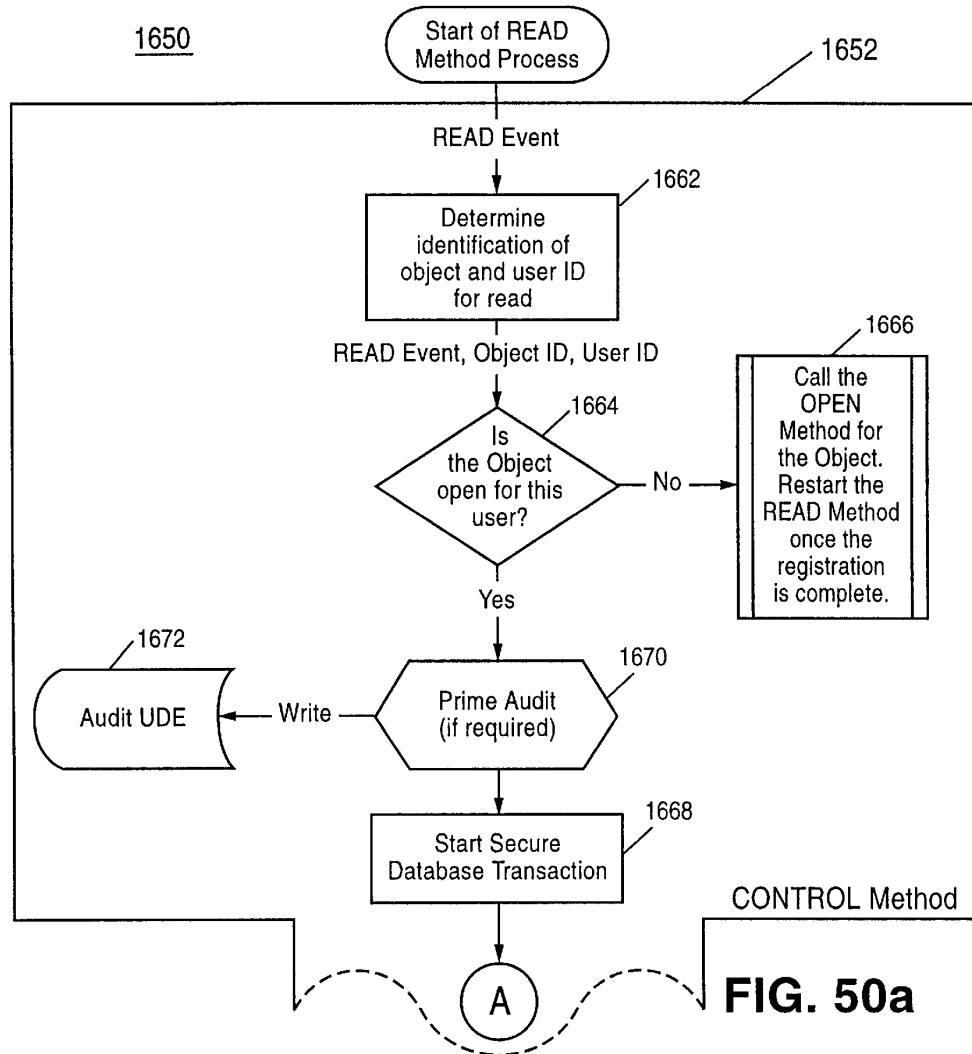 1650
Start of READ
Method Process
1652
READ Event
1662
Determine
identification of
object and user ID
for read
READ Event, Object ID, User ID
1666
Call the
OPEN
Method for
the Object.
Restart the
READ Method
once the
registration
is complete.
1664
Is
the Object
open for this
user?
No
Yes
1672
Audit UDE
Write
1670
Prime Audit
(if required)
1668
Start Secure
Database Transaction
CONTROL Method
A
FIG. 50a